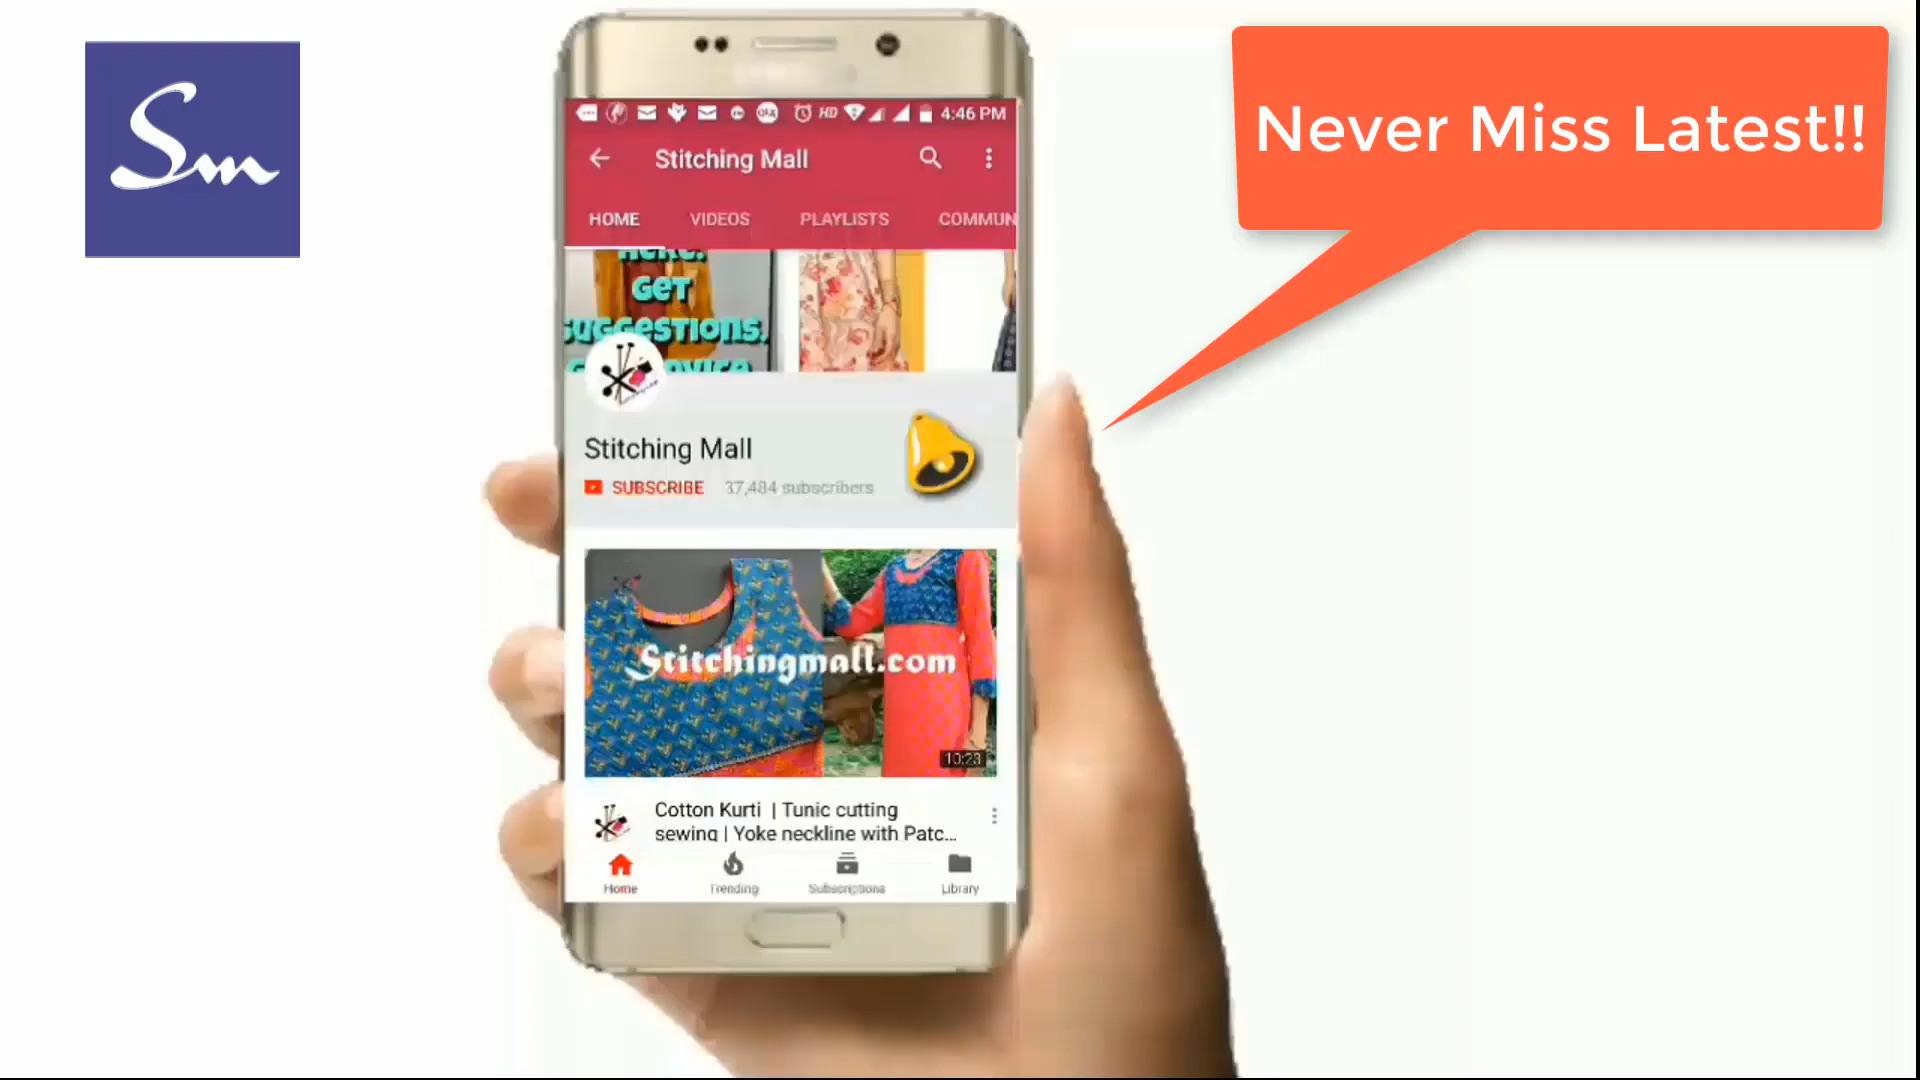 Sm
Never Miss Latest!!
4:46 PM
HD
Stitching Mall
HOME VIDEOS PLAYLISTS COMMUN
GET
SUGGESTIONS.
Stitching Mall
SUBSCRIBE 37,484 subscribers
Stitchingmall.com
10:23
Cotton Kurti | Tunic cutting
sewing | Yoke neckline with Patc...
Home Trending Subscriptions Library